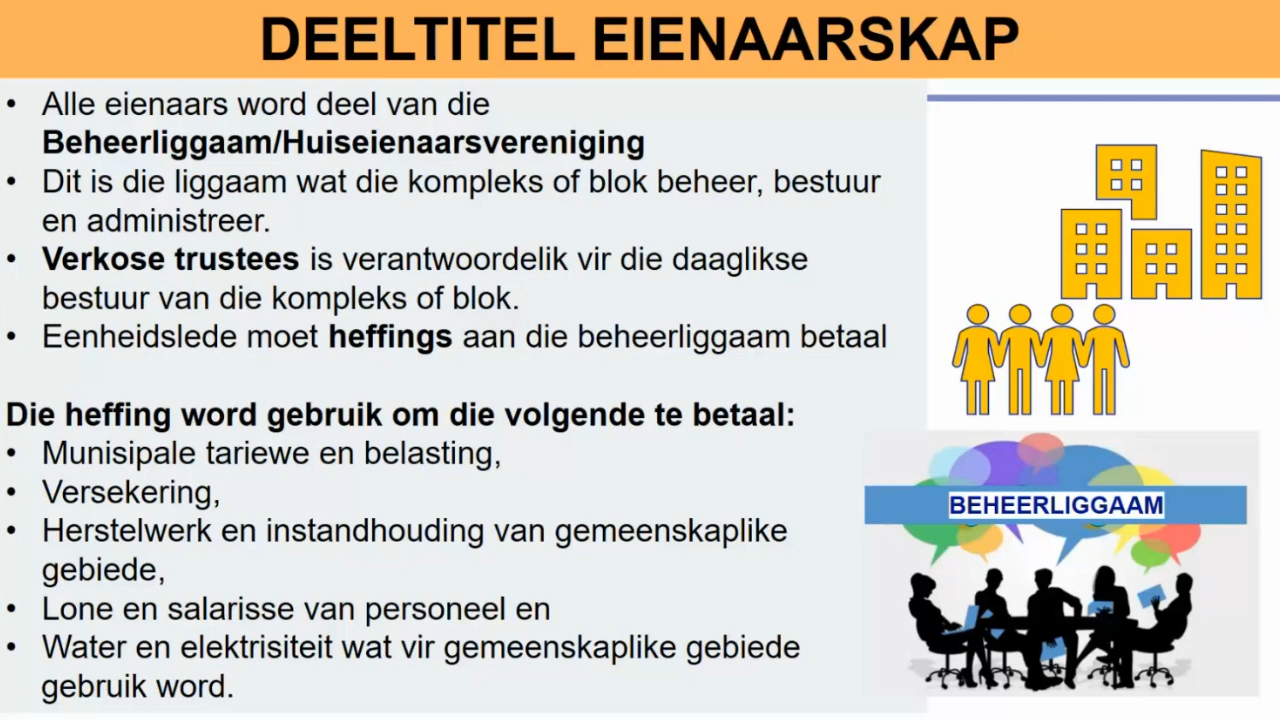 DEELTITEL EIENAARSKAP
• Alle eienaars word deel van die
Beheerliggaam/Huiseienaarsvereniging
• Dit is die liggaam wat die kompleks of blok beheer, bestuur
en administreer.
• Verkose trustees is verantwoordelik vir die daaglikse
bestuur van die kompleks of blok.
• Eenheidslede moet heffings aan die beheerliggaam betaal
Die heffing word gebruik om die volgende te betaal:
• Munisipale tariewe en belasting,
• Versekering,
• Herstelwerk en instandhouding van gemeenskaplike
gebiede,
• Lone en salarisse van personeel en
• Water en elektrisiteit wat vir gemeenskaplike gebiede
gebruik word.
BEHEERLIGGAAM